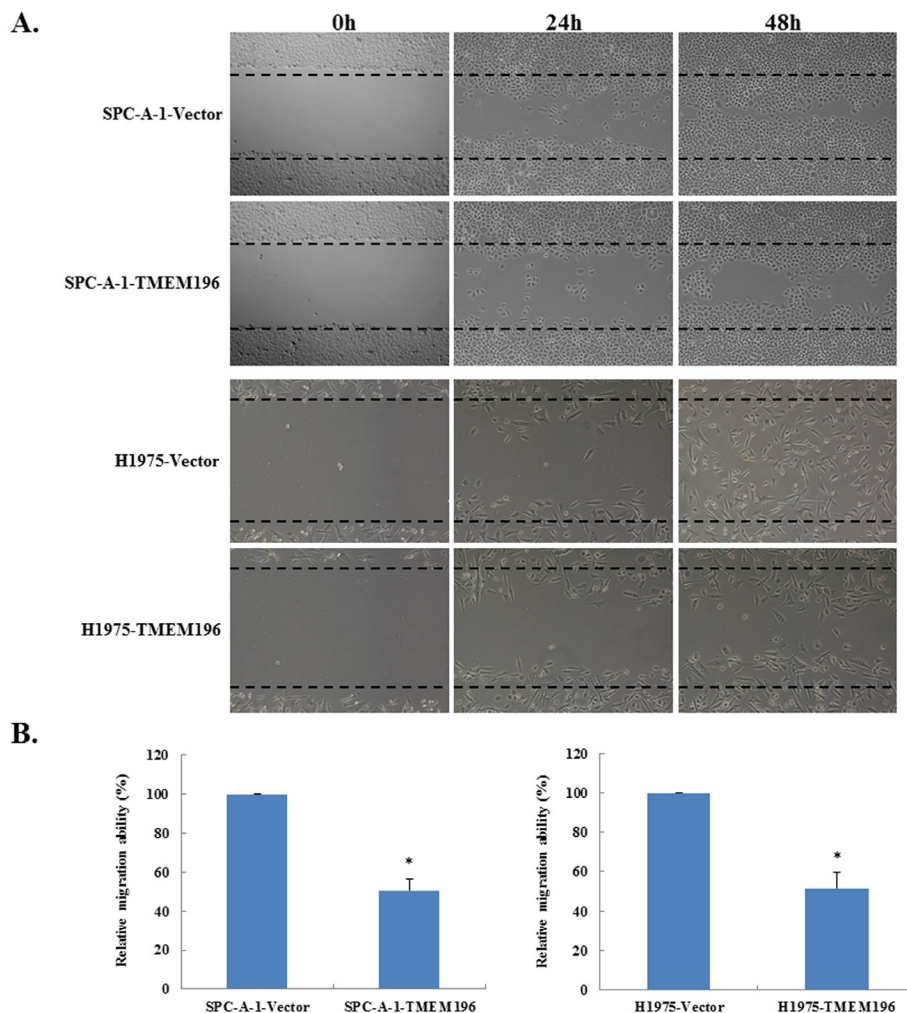 A.
0h 24h 48h
SPC-A-1-Vector
SPC-A-1-TMEM196
H1975-Vector
H1975-TMEM196
B.
Relative migration ability (%)
120
100
80
60
40
20
0
*
SPC-A-1-Vector SPC-A-1-TMEM196
Relative migration ability (%)
120
100
80
60
40
20
0
*
H1975-Vector H1975-TMEM196